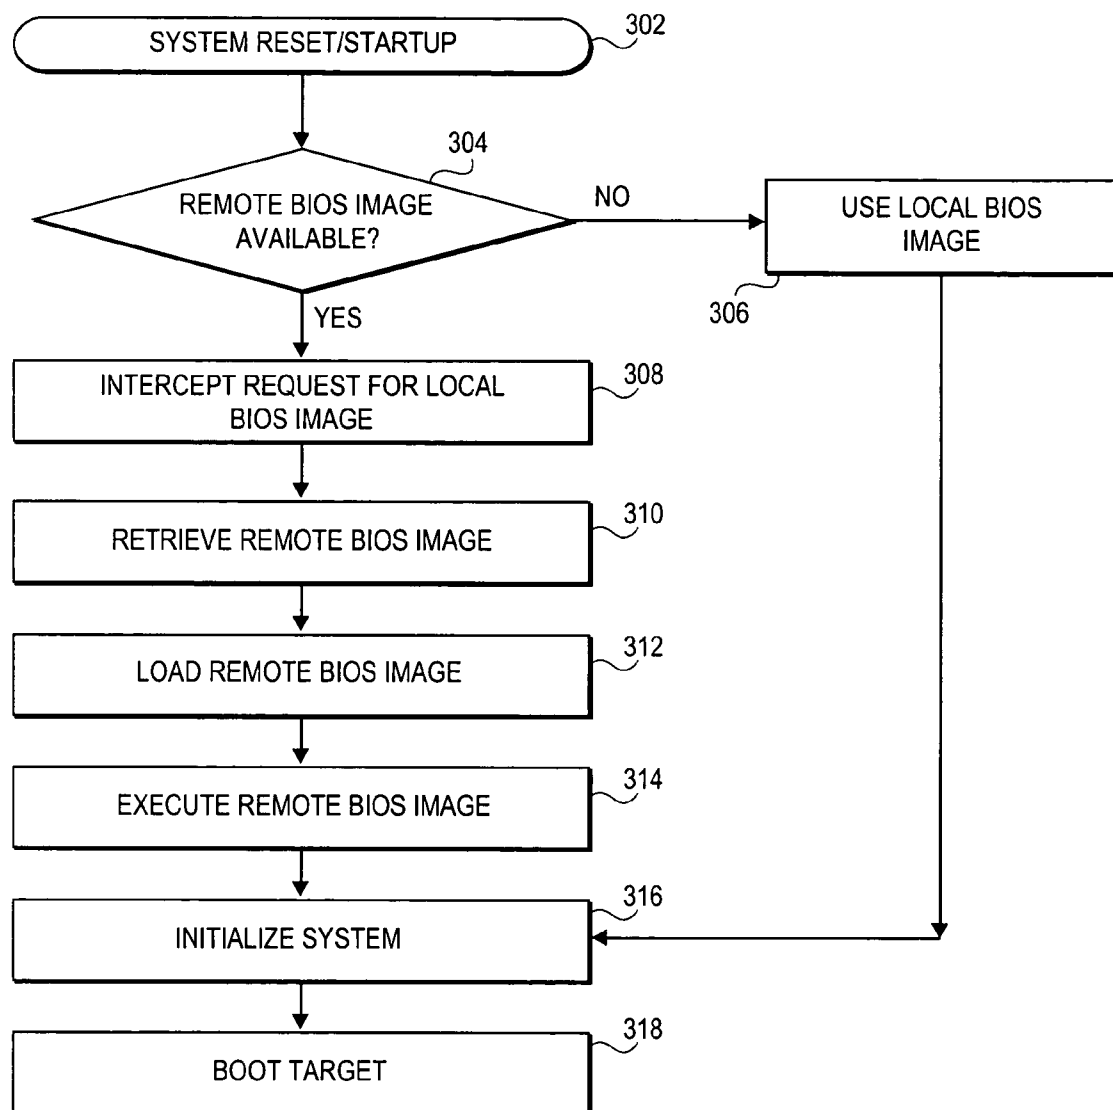 SYSTEM RESET/STARTUP
302
304
REMOTE BIOS IMAGE
AVAILABLE?
NO
USE LOCAL BIOS
IMAGE
306
YES
INTERCEPT REQUEST FOR LOCAL
BIOS IMAGE
308
RETRIEVE REMOTE BIOS IMAGE
310
LOAD REMOTE BIOS IMAGE
312
EXECUTE REMOTE BIOS IMAGE
314
INITIALIZE SYSTEM
316
BOOT TARGET
318